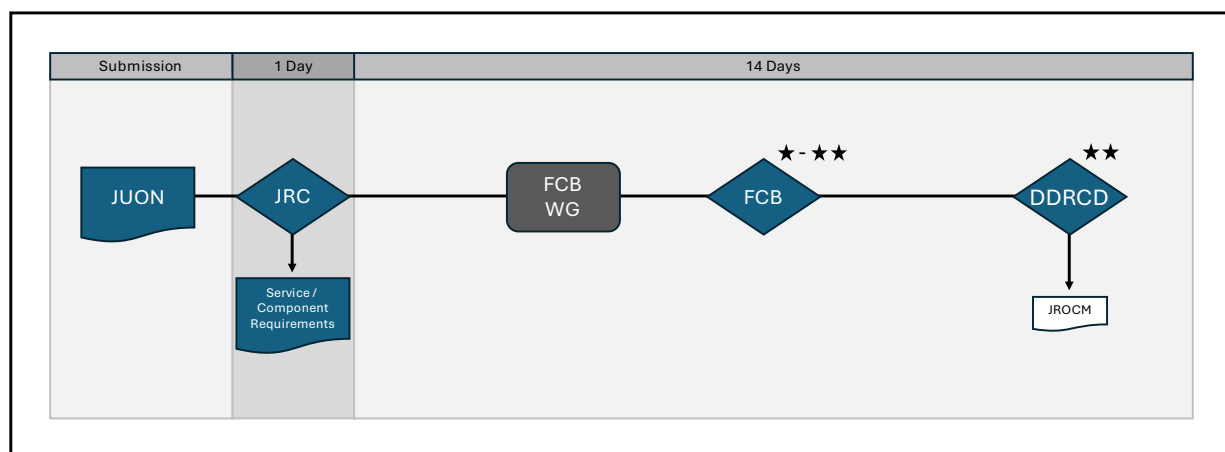 Submission
1 Day
14 Days
JUON
JRC
FCB
WG
★ - ★★
FCB
★★
DDRCD
Service /
Component
Requirements
JROCM